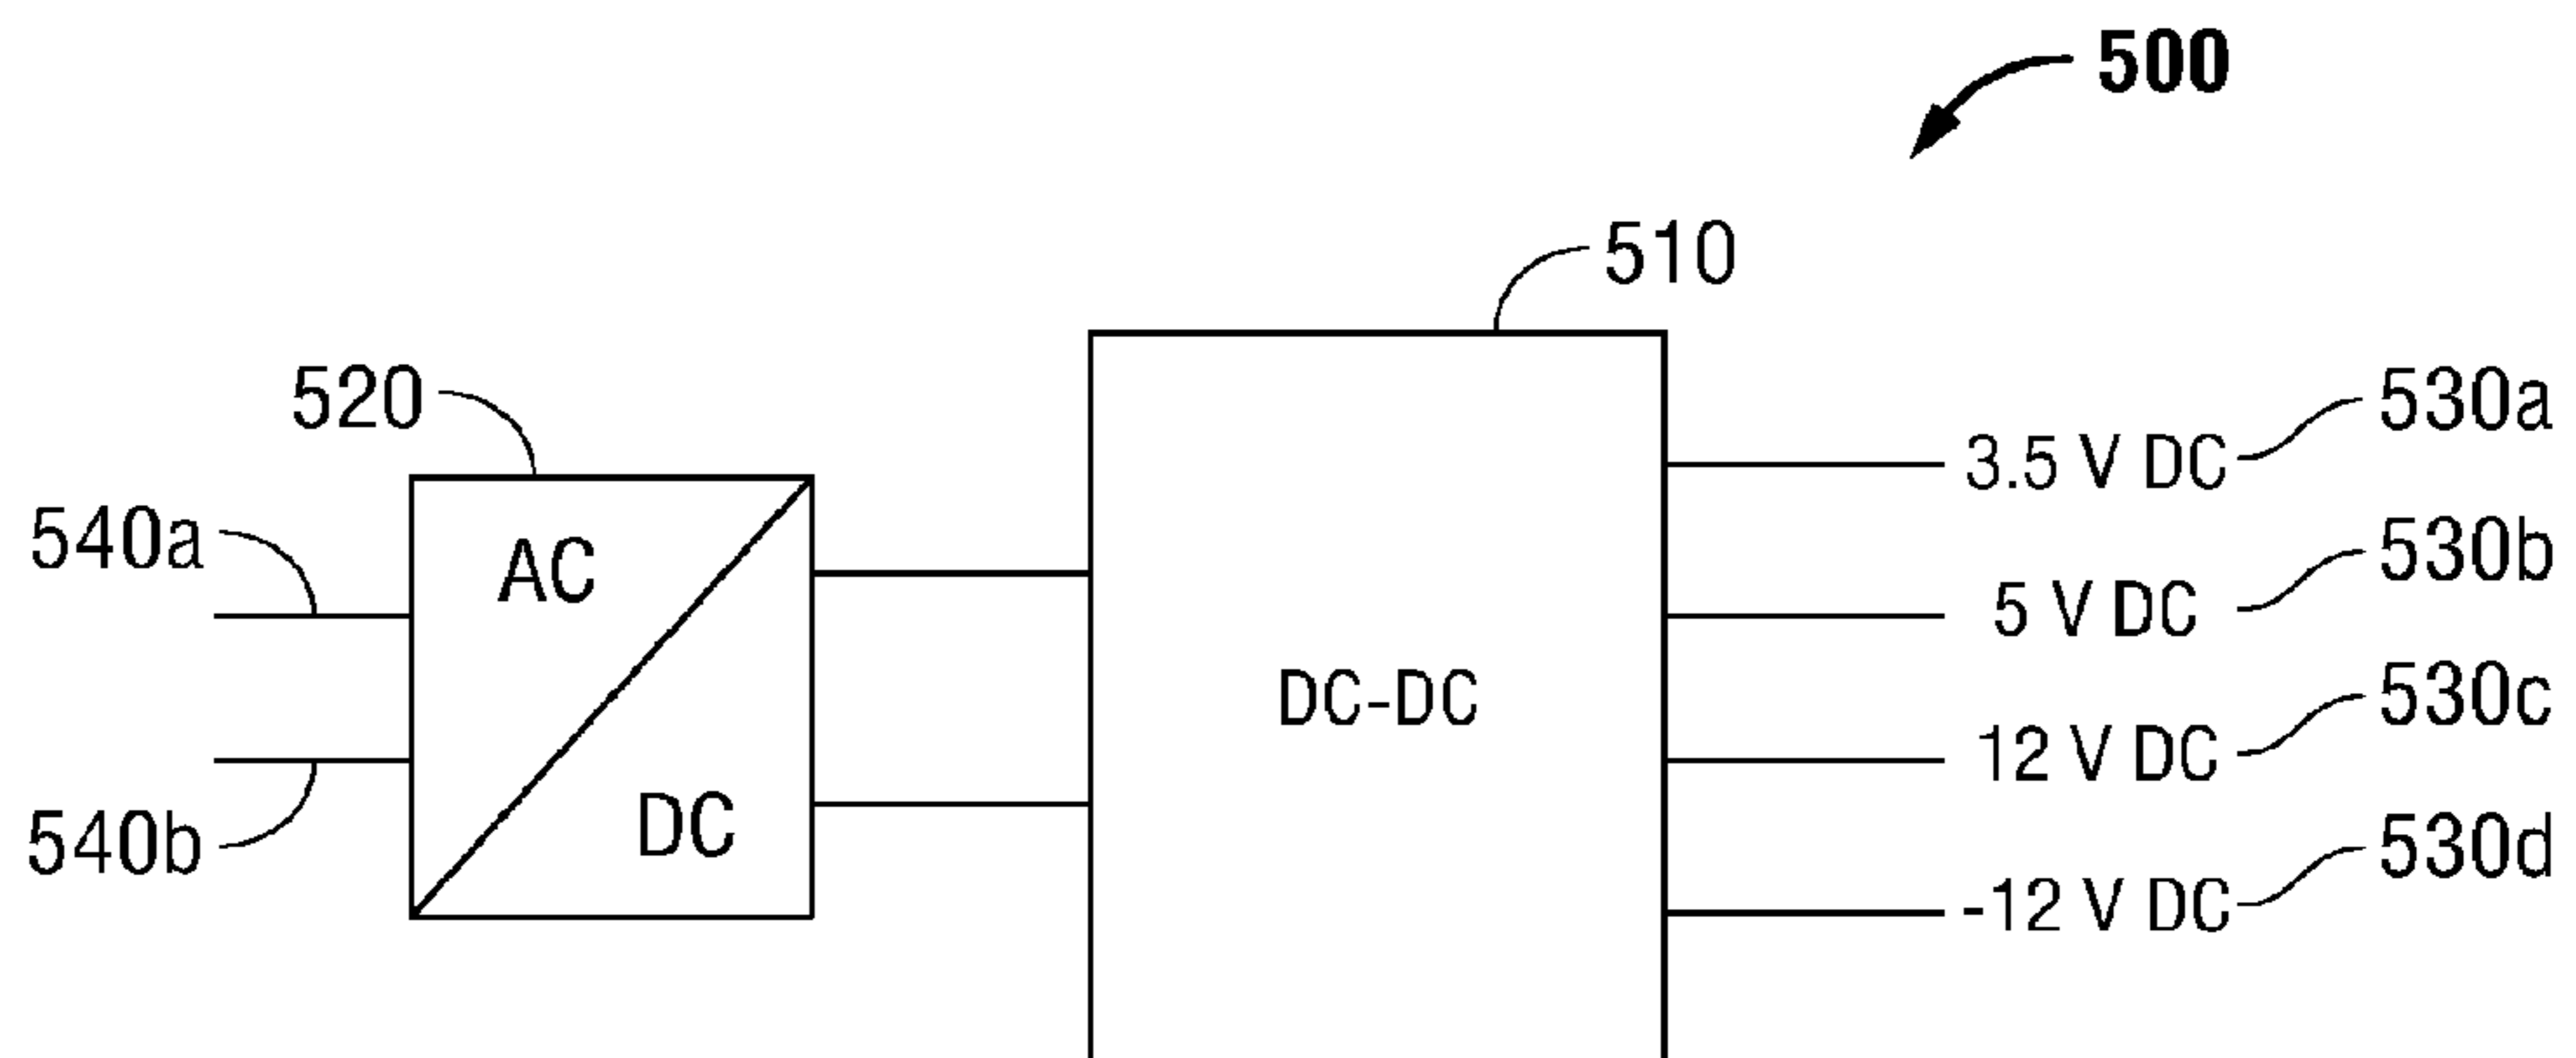 500
510
520
530a
3.5 V DC
540a
AC
530b
5 V DC
DC-DC
530c
12 V DC
540b
DC
530d
-12 V DC